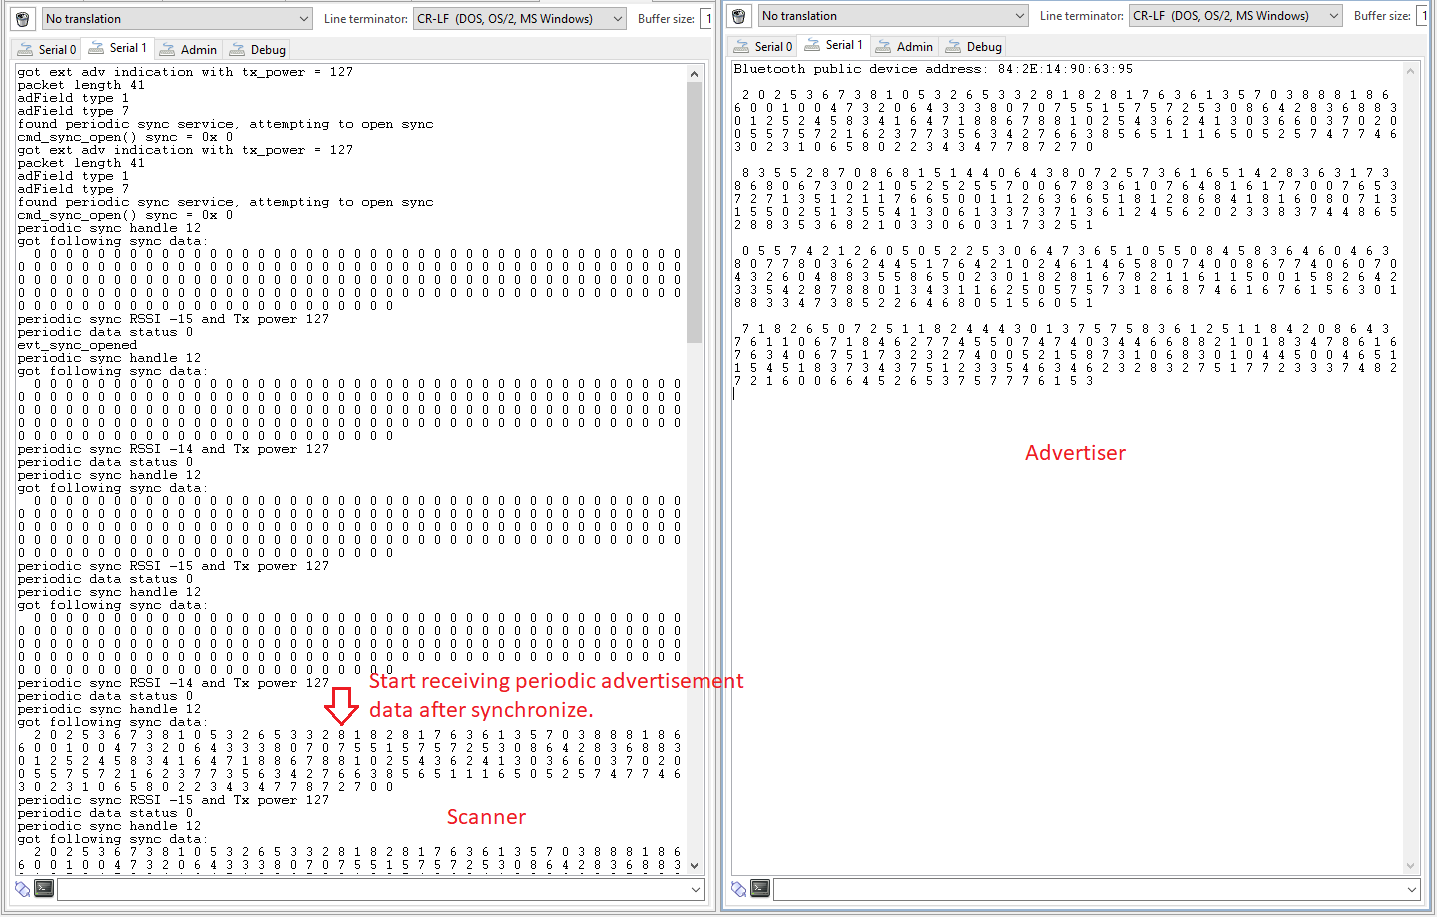 No translation
Line terminator:
CR-LF (DOS, OS/2, MS Windows)
Buffer size:
1
Serial 0
Serial 1
Admin
Debug
got ext adv indication with tx_power = 127
packet length 41
adField type 1
adField type 7
found periodic sync service, attempting to open sync
cmd_sync_open() sync = 0x 0
got ext adv indication with tx_power = 127
packet length 41
adField type 1
adField type 7
found periodic sync service, attempting to open sync
cmd_sync_open() sync = 0x 0
periodic sync handle 12
got following sync data:
0 0 0 0 0 0 0 0 0 0 0 0 0 0 0 0 0 0 0 0 0 0 0 0 0 0 0 0 0 0 0 0 0 0 0 0 0 0 0 0 0
0 0 0 0 0 0 0 0 0 0 0 0 0 0 0 0 0 0 0 0 0 0 0 0 0 0 0 0 0 0 0 0 0 0 0 0 0 0 0 0 0 0
0 0 0 0 0 0 0 0 0 0 0 0 0 0 0 0 0 0 0 0 0 0 0 0 0 0 0 0 0 0 0 0 0 0 0 0 0 0 0 0 0 0
0 0 0 0 0 0 0 0 0 0 0 0 0 0 0 0 0 0 0 0 0 0 0 0 0 0 0 0 0 0 0 0 0 0 0 0 0 0 0 0 0 0
0 0 0 0 0 0 0 0 0 0 0 0 0 0 0 0 0 0 0 0 0 0 0 0
periodic sync RSSI -15 and Tx power 127
periodic data status 0
evt_sync_opened
periodic sync handle 12
got following sync data:
0 0 0 0 0 0 0 0 0 0 0 0 0 0 0 0 0 0 0 0 0 0 0 0 0 0 0 0 0 0 0 0 0 0 0 0 0 0 0 0 0
0 0 0 0 0 0 0 0 0 0 0 0 0 0 0 0 0 0 0 0 0 0 0 0 0 0 0 0 0 0 0 0 0 0 0 0 0 0 0 0 0 0
0 0 0 0 0 0 0 0 0 0 0 0 0 0 0 0 0 0 0 0 0 0 0 0 0 0 0 0 0 0 0 0 0 0 0 0 0 0 0 0 0 0
0 0 0 0 0 0 0 0 0 0 0 0 0 0 0 0 0 0 0 0 0 0 0 0 0 0 0 0 0 0 0 0 0 0 0 0 0 0 0 0 0 0
0 0 0 0 0 0 0 0 0 0 0 0 0 0 0 0 0 0 0 0 0 0 0 0
periodic sync RSSI -14 and Tx power 127
periodic data status 0
periodic sync handle 12
got following sync data:
0 0 0 0 0 0 0 0 0 0 0 0 0 0 0 0 0 0 0 0 0 0 0 0 0 0 0 0 0 0 0 0 0 0 0 0 0 0 0 0 0
0 0 0 0 0 0 0 0 0 0 0 0 0 0 0 0 0 0 0 0 0 0 0 0 0 0 0 0 0 0 0 0 0 0 0 0 0 0 0 0 0 0
0 0 0 0 0 0 0 0 0 0 0 0 0 0 0 0 0 0 0 0 0 0 0 0 0 0 0 0 0 0 0 0 0 0 0 0 0 0 0 0 0 0
0 0 0 0 0 0 0 0 0 0 0 0 0 0 0 0 0 0 0 0 0 0 0 0 0 0 0 0 0 0 0 0 0 0 0 0 0 0 0 0 0 0
0 0 0 0 0 0 0 0 0 0 0 0 0 0 0 0 0 0 0 0 0 0 0 0
periodic sync RSSI -15 and Tx power 127
periodic data status 0
periodic sync handle 12
got following sync data:
0 0 0 0 0 0 0 0 0 0 0 0 0 0 0 0 0 0 0 0 0 0 0 0 0 0 0 0 0 0 0 0 0 0 0 0 0 0 0 0 0
0 0 0 0 0 0 0 0 0 0 0 0 0 0 0 0 0 0 0 0 0 0 0 0 0 0 0 0 0 0 0 0 0 0 0 0 0 0 0 0 0 0
0 0 0 0 0 0 0 0 0 0 0 0 0 0 0 0 0 0 0 0 0 0 0 0 0 0 0 0 0 0 0 0 0 0 0 0 0 0 0 0 0 0
0 0 0 0 0 0 0 0 0 0 0 0 0 0 0 0 0 0 0 0 0 0 0 0 0 0 0 0 0 0 0 0 0 0 0 0 0 0 0 0 0 0
0 0 0 0 0 0 0 0 0 0 0 0 0 0 0 0 0 0 0 0 0 0 0 0
periodic sync RSSI -14 and Tx power 127
Start receiving periodic advertisement
data after synchronize.
periodic data status 0
periodic sync handle 12
got following sync data:
2 0 2 5 3 6 7 3 8 1 0 5 3 2 6 5 3 3 2 8 1 8 2 8 1 7 6 3 6 1 3 5 7 0 3 8 8 8 1 8 6
6 0 0 1 0 0 4 7 3 2 0 6 4 3 3 3 8 0 7 0 7 5 5 1 5 7 5 7 2 5 3 0 8 6 4 2 8 3 6 8 8 3
0 1 2 5 2 4 5 8 3 4 1 6 4 7 1 8 8 6 7 8 8 1 0 2 5 4 3 6 2 4 1 3 0 3 6 6 0 3 7 0 2 0
0 5 5 7 5 7 2 1 6 2 3 7 7 3 5 6 3 4 2 7 6 6 3 8 5 6 5 1 1 1 6 5 0 5 2 5 7 4 7 7 4 6
3 0 2 3 1 0 6 5 8 0 2 2 3 4 3 4 7 7 8 7 2 7 0 0
periodic sync RSSI -15 and Tx power 127
periodic data status 0
Scanner
periodic sync handle 12
got following sync data:
2 0 2 5 3 6 7 3 8 1 0 5 3 2 6 5 3 3 2 8 1 8 2 8 1 7 6 3 6 1 3 5 7 0 3 8 8 8 1 8 6
6 0 0 1 0 0 4 7 3 2 0 6 4 3 3 3 8 0 7 0 7 5 5 1 5 7 5 7 2 5 3 0 8 6 4 2 8 3 6 8 8 3
No translation
Line terminator:
CR-LF (DOS, OS/2, MS Windows)
Buffer size:
1
Serial 0
Serial 1
Admin
Debug
Bluetooth public device address: 84:2E:14:90:63:95
2 0 2 5 3 6 7 3 8 1 0 5 3 2 6 5 3 3 2 8 1 8 2 8 1 7 6 3 6 1 3 5 7 0 3 8 8 8 1 8 6
6 0 0 1 0 0 4 7 3 2 0 6 4 3 3 3 8 0 7 0 7 5 5 1 5 7 5 7 2 5 3 0 8 6 4 2 8 3 6 8 8 3
0 1 2 5 2 4 5 8 3 4 1 6 4 7 1 8 8 6 7 8 8 1 0 2 5 4 3 6 2 4 1 3 0 3 6 6 0 3 7 0 2 0
0 5 5 7 5 7 2 1 6 2 3 7 7 3 5 6 3 4 2 7 6 6 3 8 5 6 5 1 1 1 6 5 0 5 2 5 7 4 7 7 4 6
3 0 2 3 1 0 6 5 8 0 2 2 3 4 3 4 7 7 8 7 2 7 0
8 3 5 5 2 8 7 0 8 6 8 1 5 1 4 4 0 6 4 3 8 0 7 2 5 7 3 6 1 6 5 1 4 2 8 3 6 3 1 7 3
8 6 8 0 6 7 3 0 2 1 0 5 2 5 2 5 5 7 0 0 6 7 8 3 6 1 0 7 6 4 8 1 6 1 7 7 0 0 7 6 5 3
7 2 7 1 3 5 1 2 1 1 7 6 6 5 0 0 1 1 2 6 3 6 6 5 1 8 1 2 8 6 8 4 1 8 1 6 0 8 0 7 1 3
1 5 5 0 2 5 1 3 5 5 4 1 3 0 6 1 3 3 7 3 7 1 3 6 1 2 4 5 6 2 0 2 3 3 8 3 7 4 4 8 6 5
2 8 8 3 5 3 6 8 2 1 0 3 3 0 6 0 3 1 7 3 2 5 1
0 5 5 7 4 2 1 2 6 0 5 0 5 2 2 5 3 0 6 4 7 3 6 5 1 0 5 5 0 8 4 5 8 3 6 4 6 0 4 6 3
8 0 7 7 8 0 3 6 2 4 4 5 1 7 6 4 2 1 0 2 4 6 1 4 6 5 8 0 7 4 0 0 8 6 7 7 4 0 6 0 7 0
4 3 2 6 0 4 8 8 3 5 5 8 6 5 0 2 3 0 1 8 2 8 1 6 7 8 2 1 1 6 1 1 5 0 0 1 5 8 2 6 4 2
3 3 5 4 2 8 7 8 8 0 1 3 4 3 1 1 6 2 5 0 5 7 5 7 3 1 8 6 8 7 4 6 1 6 7 6 1 5 6 3 0 1
8 8 3 3 4 7 3 8 5 2 2 6 4 6 8 0 5 1 5 6 0 5 1
7 1 8 2 6 5 0 7 2 5 1 1 8 2 4 4 4 3 0 1 3 7 5 7 5 8 3 6 1 2 5 1 1 8 4 2 0 8 6 4 3
7 6 1 1 0 6 7 1 8 4 6 2 7 7 4 5 5 0 7 4 7 4 0 3 4 4 6 6 2 1 0 1 8 3 4 7 8 6 1 6
7 6 3 4 0 6 7 5 1 7 3 2 3 2 7 4 0 0 5 2 1 5 8 7 3 1 0 6 8 3 0 1 0 4 4 5 0 0 4 6 5 1
1 5 4 5 1 8 3 7 3 4 3 7 5 1 2 3 3 5 4 6 3 4 6 2 3 2 8 3 2 7 5 1 7 7 2 3 3 3 7 4 8 2
7 2 1 6 0 0 6 6 4 5 2 6 5 3 7 5 7 7 7 6 1 5 3
Advertiser